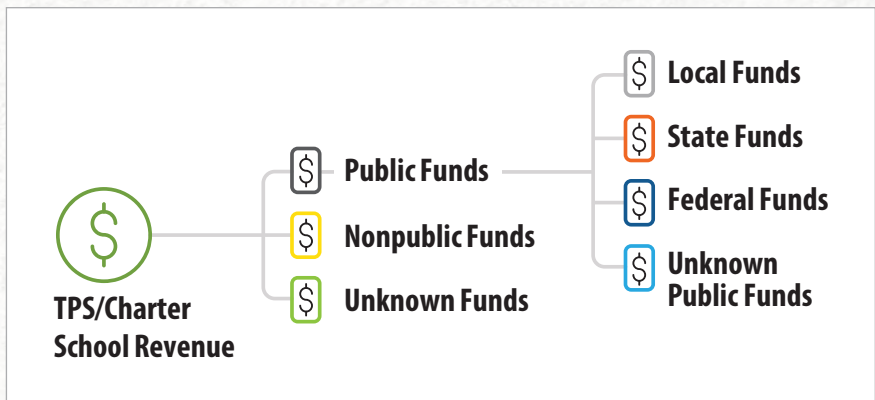 $
TPS/Charter
School Revenue
$ Public Funds
$ Nonpublic Funds
$ Unknown Funds
$ Local Funds
$ State Funds
$ Federal Funds
$ Unknown
Public Funds